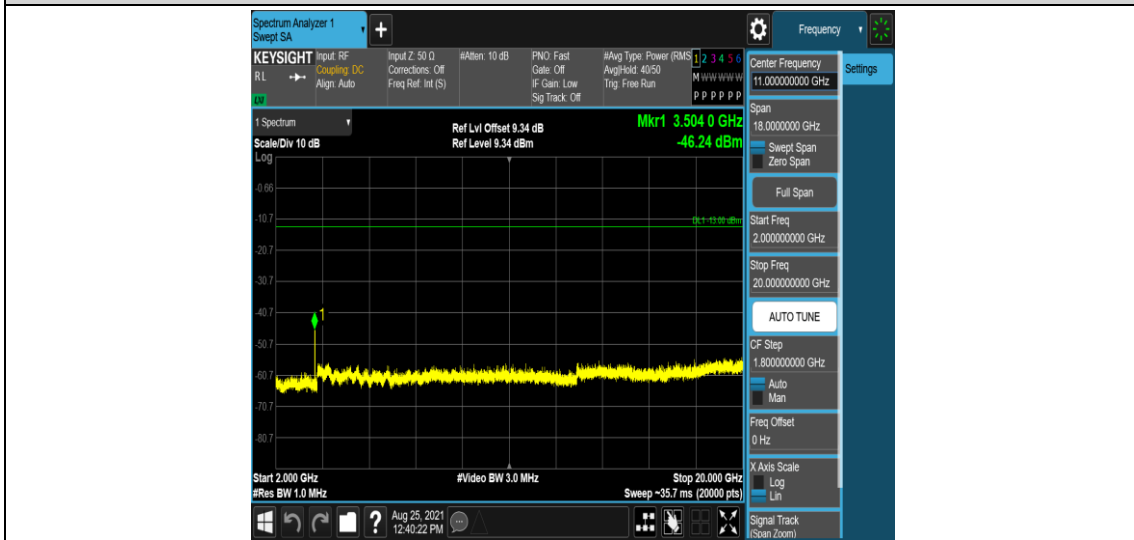 Spectrum Analyzer 1
Swept SA
+
Frequency
KEYSIGHT
RL
Input: RF
Coupling: DC
Align: Auto
Input Z: 50 Ω
Corrections: Off
Freq Ref: Int (S)
#Atten: 10 dB
PNO: Fast
Gate: Off
IF Gain: Low
Sig Track: Off
#Avg Type: Power (RMS
Avg|Hold: 40/50
Trig: Free Run
1 2 3 4 5 6
M W W W W W
P P P P P P
1 Spectrum
Scale/Div 10 dB
Log
Ref Lvl Offset 9.34 dB
Ref Level 9.34 dBm
Mkr1 3.504 0 GHz
-46.24 dBm
-0.66
-10.7
DL1 -13.00 dBm
-20.7
-30.7
-40.7
1
-50.7
-60.7
-70.7
-80.7
Start 2.000 GHz
#Res BW 1.0 MHz
#Video BW 3.0 MHz
Stop 20.000 GHz
Sweep ~35.7 ms (20000 pts)
Center Frequency
11.000000000 GHz
Settings
Span
18.0000000 GHz
Swept Span
Zero Span
Full Span
Start Freq
2.000000000 GHz
Stop Freq
20.000000000 GHz
AUTO TUNE
CF Step
1.800000000 GHz
Auto
Man
Freq Offset
0 Hz
X Axis Scale
Log
Lin
Signal Track
(Span Zoom)
?
Aug 25, 2021
12:40:22 PM